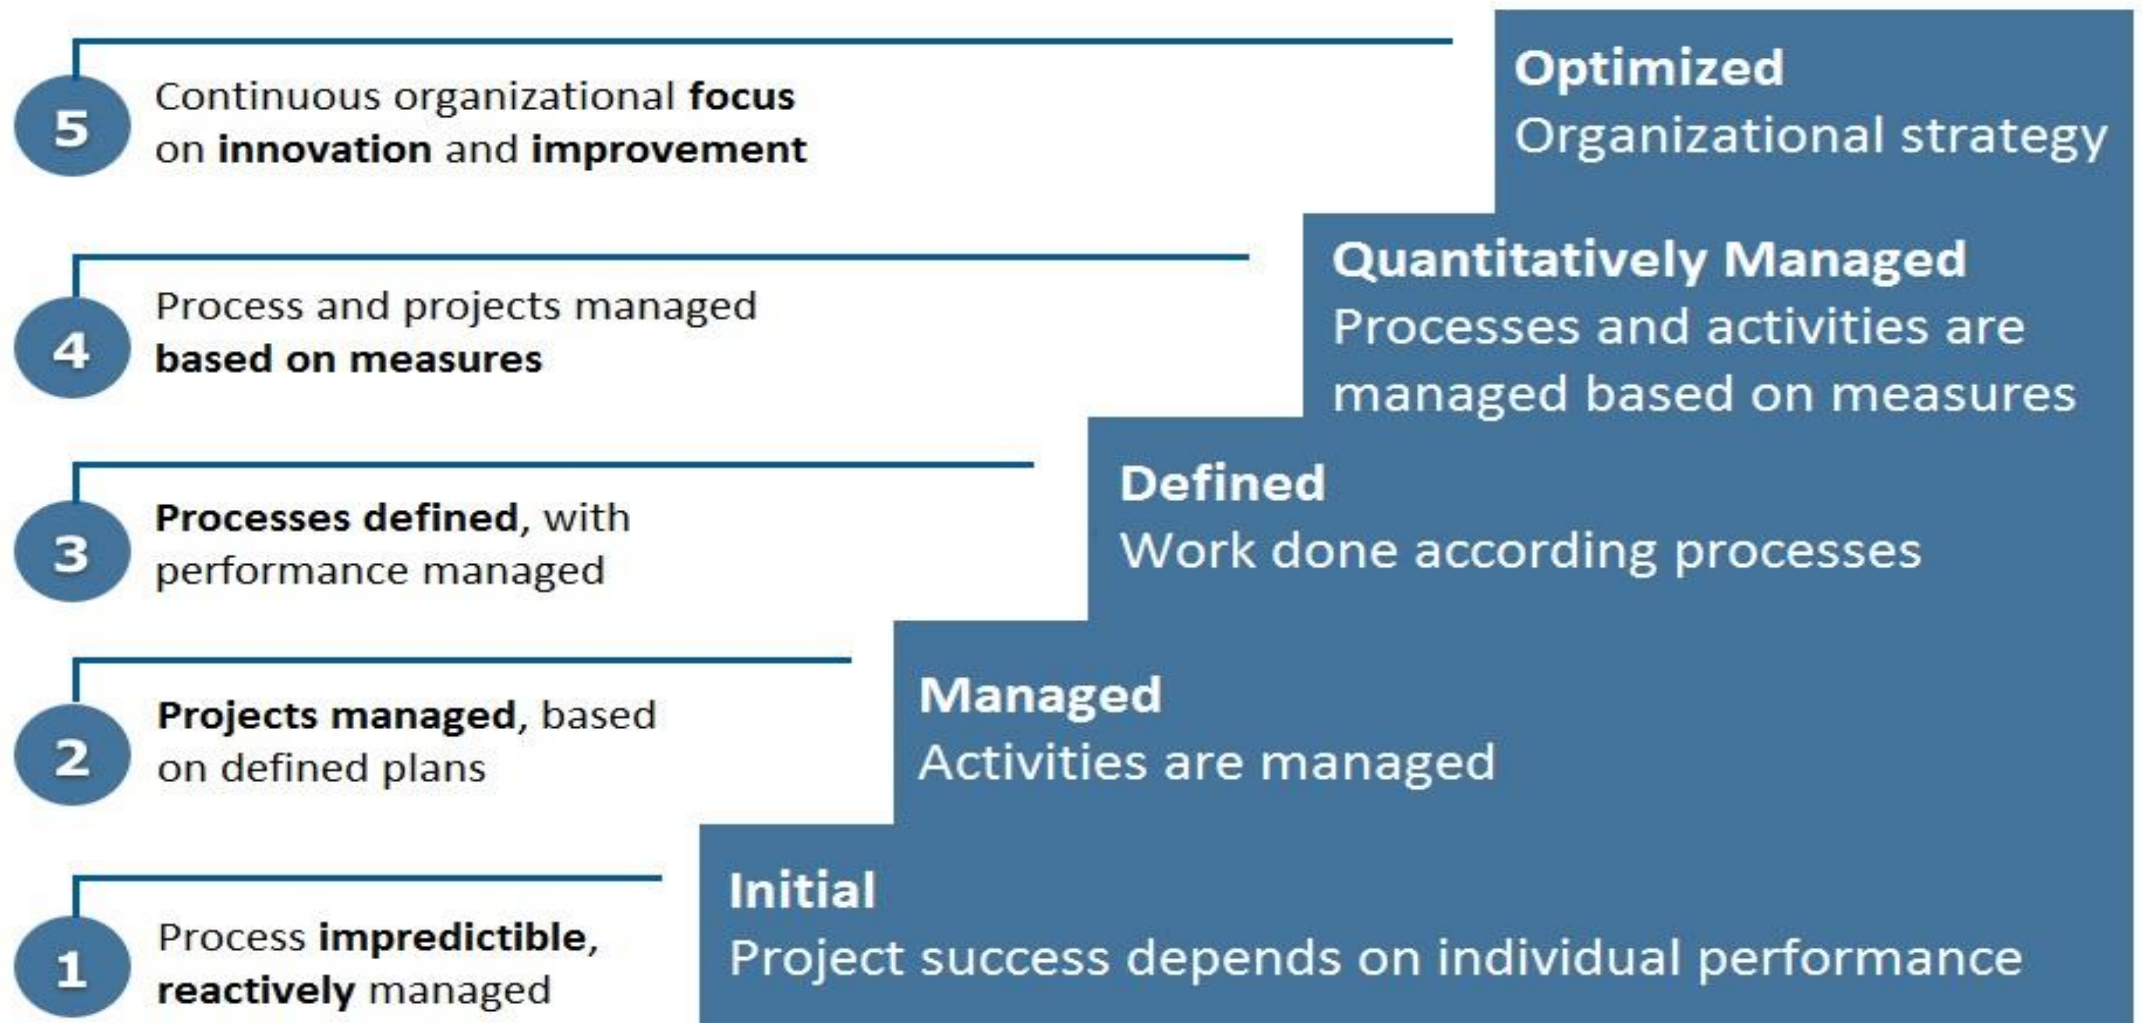 5
Continuous organizational focus
on innovation and improvement
Optimized
Organizational strategy
4
Process and projects managed
based on measures
Quantitatively Managed
Processes and activities are
managed based on measures
3
Processes defined, with
performance managed
Defined
Work done according processes
2
Projects managed, based
on defined plans
Managed
Activities are managed
1
Process impredictible,
reactively managed
Initial
Project success depends on individual performance